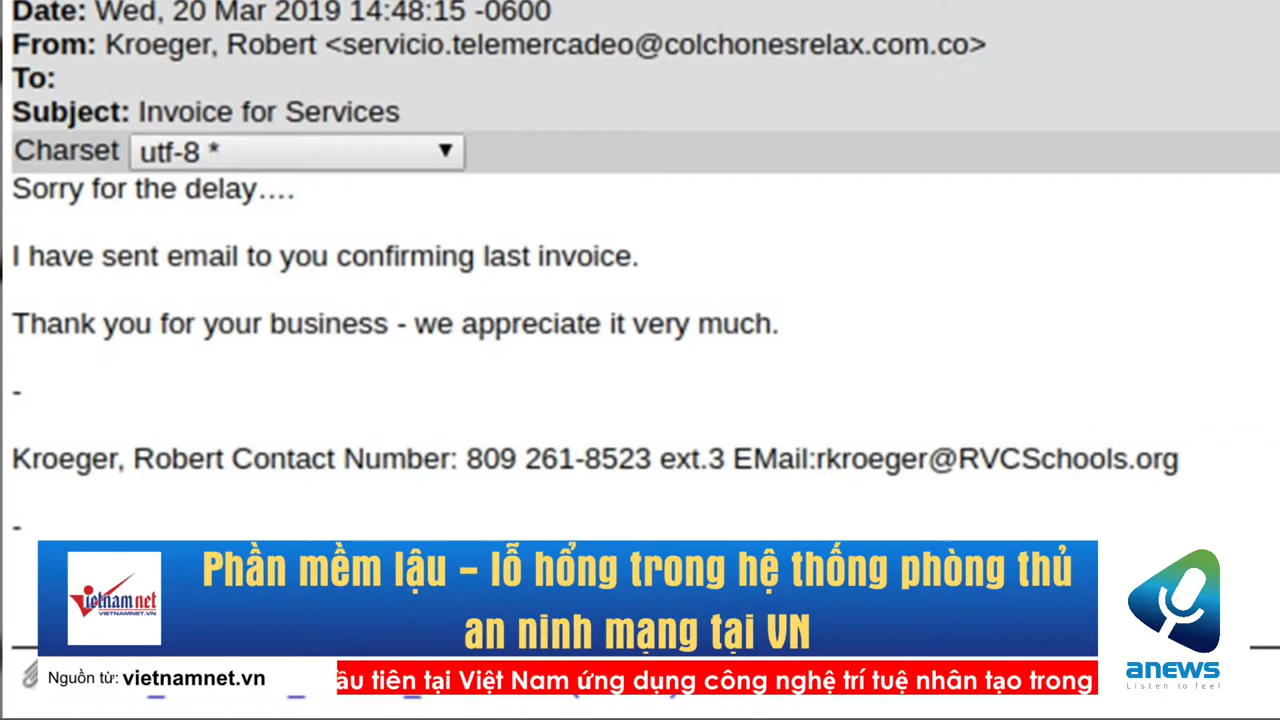 Date: Wed, 20 Mar 2019 14:48:15 -0600
From: Kroeger, Robert <servicio.telemercadeo@colchonesrelax.com.co>
To:
Subject: Invoice for Services
Charset utf-8 *
Sorry for the delay….
I have sent email to you confirming last invoice.
Thank you for your business - we appreciate it very much.
-
Kroeger, Robert Contact Number: 809 261-8523 ext.3 EMail:rkroeger@RVCSchools.org
-
Phần mềm lậu – lỗ hổng trong hệ thống phòng thủ
an ninh mạng tại VN
Vietnamnet
VIETNAMNET.VN
Nguồn từ: vietnamnet.vn
tiên tại Việt Nam ứng dụng công nghệ trí tuệ nhân tạo trong
anews
Listen to feel